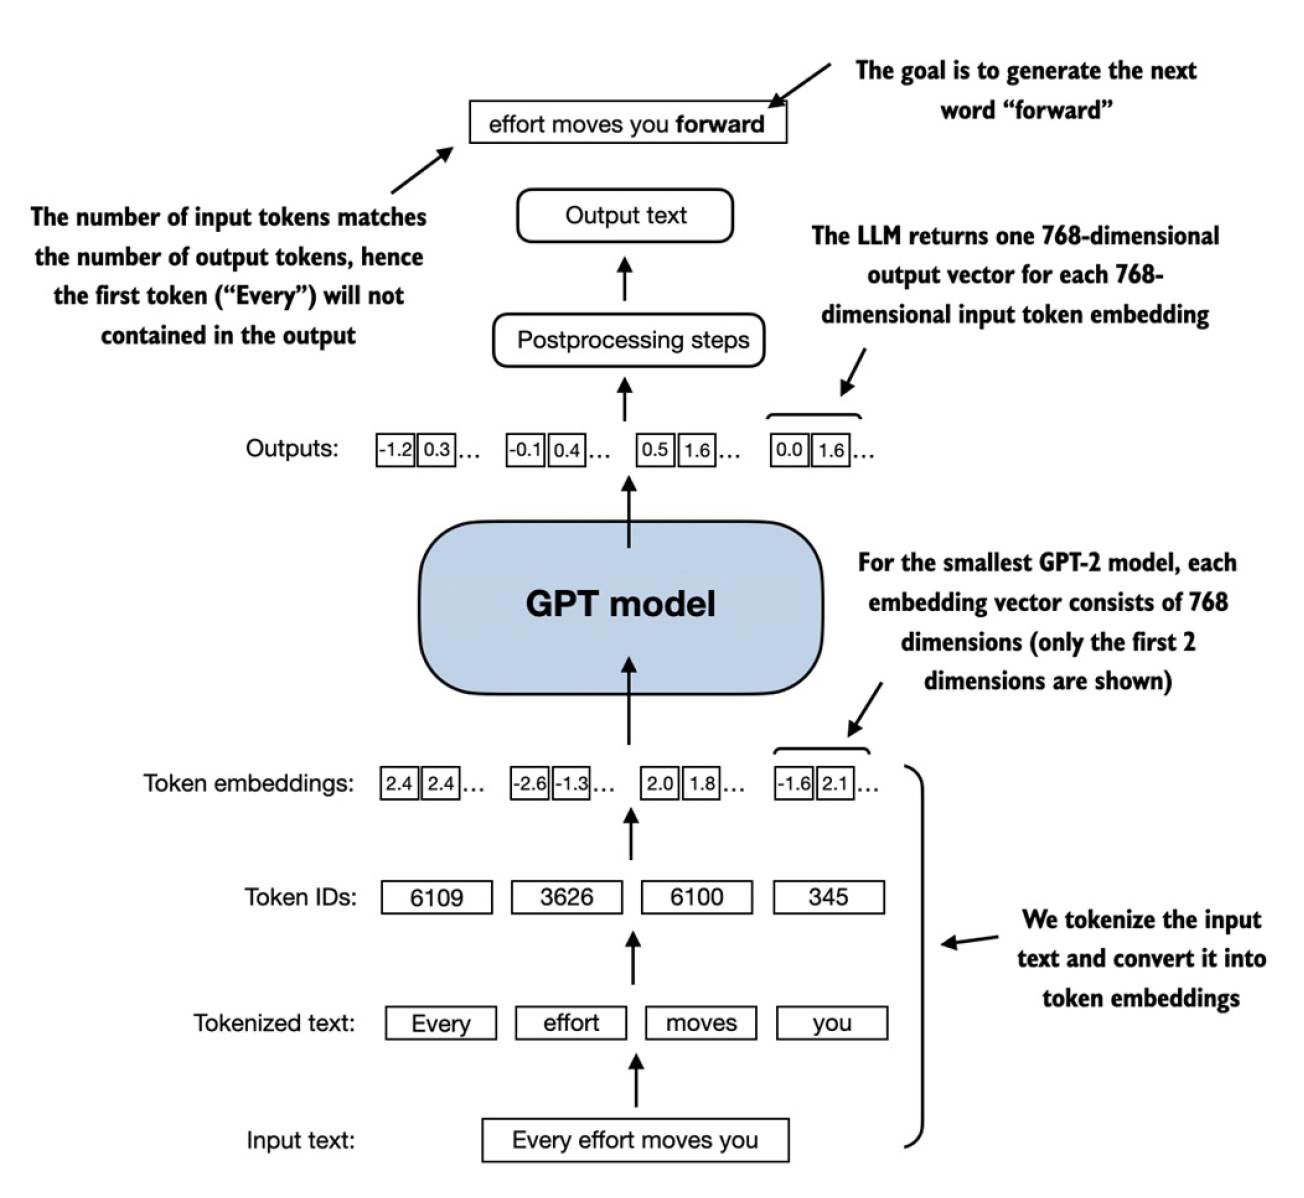 The goal is to generate the next
word “forward”
effort moves you forward
The number of input tokens matches
the number of output tokens, hence
the first token (“Every”) will not
contained in the output
Output text
The LLM returns one 768-dimensional
output vector for each 768-
dimensional input token embedding
Postprocessing steps
Outputs: -1.2 0.3 ... -0.1 0.4 ... 0.5 1.6 ... 0.0 1.6 ...
GPT model
For the smallest GPT-2 model, each
embedding vector consists of 768
dimensions (only the first 2
dimensions are shown)
Token embeddings: 2.4 2.4 ... -2.6 -1.3 ... 2.0 1.8 ... -1.6 2.1 ...
Token IDs: 6109 3626 6100 345
We tokenize the input
text and convert it into
token embeddings
Tokenized text: Every effort moves you
Input text: Every effort moves you